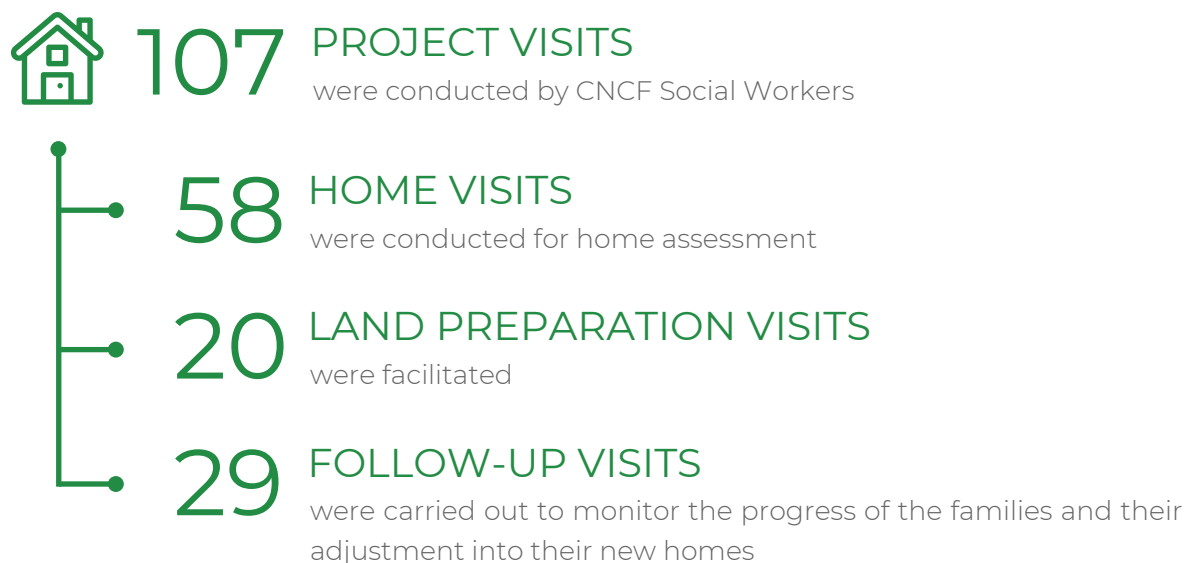 107 PROJECT VISITS
were conducted by CNCF Social Workers
58 HOME VISITS
were conducted for home assessment
20 LAND PREPARATION VISITS
were facilitated
29 FOLLOW-UP VISITS
were carried out to monitor the progress of the families and their
adjustment into their new homes